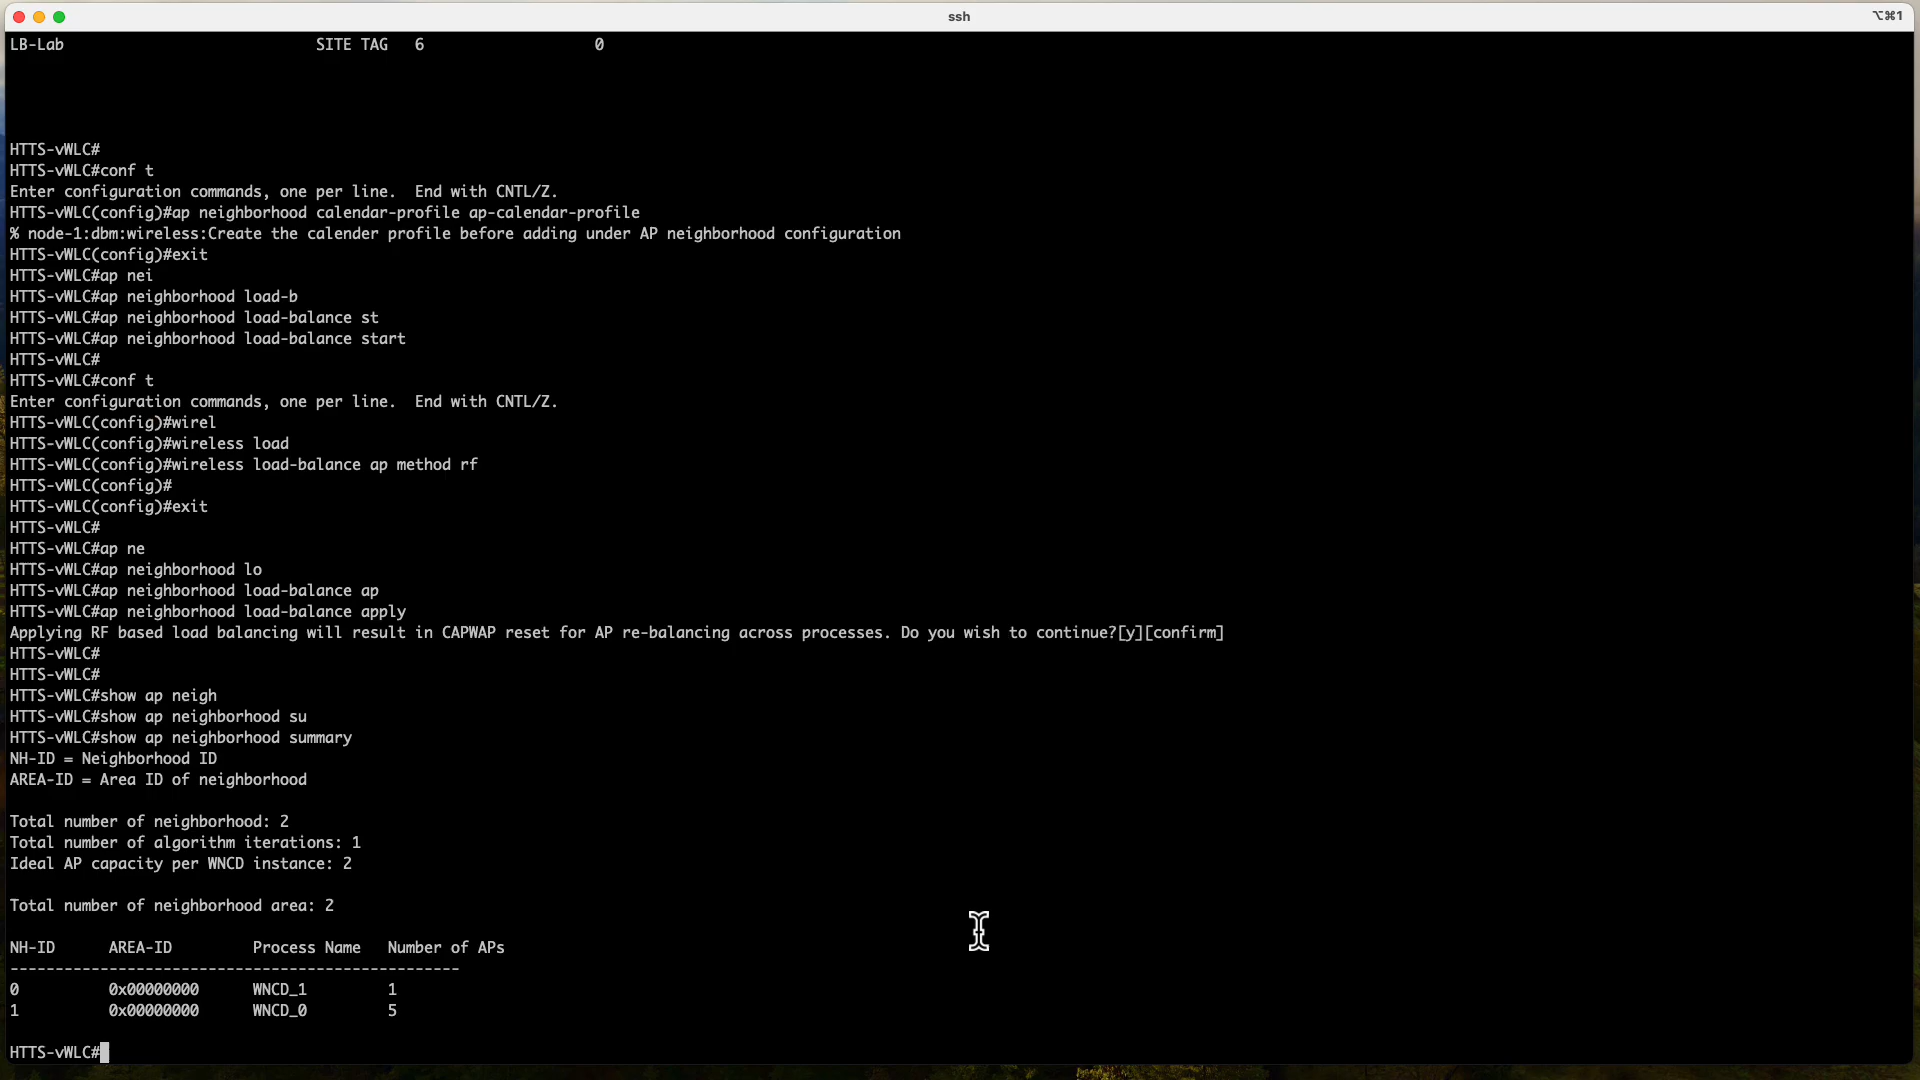 ssh
⌥⌘1
LB-Lab                            SITE TAG   6                   0
HTTS-vWLC#
HTTS-vWLC#conf t
Enter configuration commands, one per line.  End with CNTL/Z.
HTTS-vWLC(config)#ap neighborhood calendar-profile ap-calendar-profile
% node-1:dbm:wireless:Create the calender profile before adding under AP neighborhood configuration
HTTS-vWLC(config)#exit
HTTS-vWLC#ap nei
HTTS-vWLC#ap neighborhood load-b
HTTS-vWLC#ap neighborhood load-balance st
HTTS-vWLC#ap neighborhood load-balance start
HTTS-vWLC#
HTTS-vWLC#conf t
Enter configuration commands, one per line.  End with CNTL/Z.
HTTS-vWLC(config)#wirel
HTTS-vWLC(config)#wireless load
HTTS-vWLC(config)#wireless load-balance ap method rf
HTTS-vWLC(config)#
HTTS-vWLC(config)#exit
HTTS-vWLC#
HTTS-vWLC#ap ne
HTTS-vWLC#ap neighborhood lo
HTTS-vWLC#ap neighborhood load-balance ap
HTTS-vWLC#ap neighborhood load-balance apply
Applying RF based load balancing will result in CAPWAP reset for AP re-balancing across processes. Do you wish to continue?[y][confirm]
HTTS-vWLC#
HTTS-vWLC#
HTTS-vWLC#show ap neigh
HTTS-vWLC#show ap neighborhood su
HTTS-vWLC#show ap neighborhood summary
NH-ID = Neighborhood ID
AREA-ID = Area ID of neighborhood
Total number of neighborhood: 2
Total number of algorithm iterations: 1
Ideal AP capacity per WNCD instance: 2
Total number of neighborhood area: 2
NH-ID      AREA-ID         Process Name   Number of APs
--------------------------------------------------
0          0x00000000      WNCD_1         1
1          0x00000000      WNCD_0         5
HTTS-vWLC#